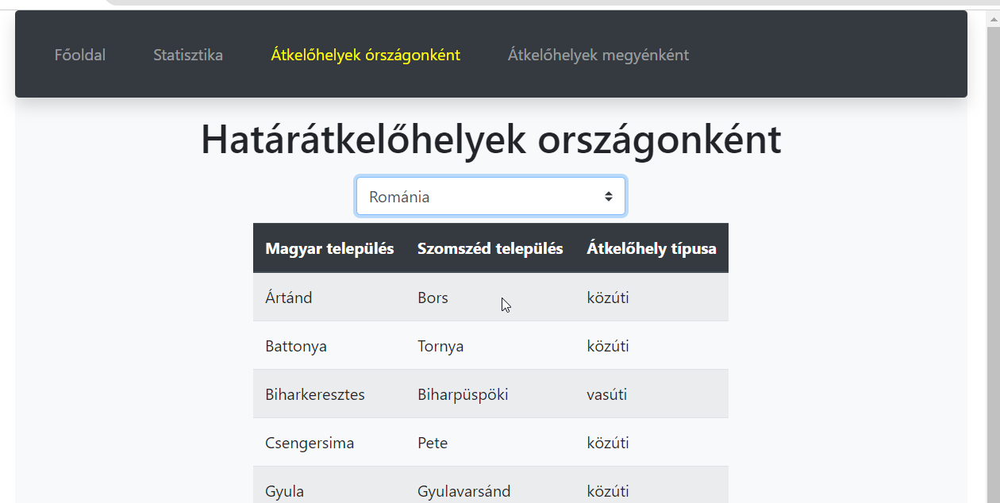 Főoldal Statisztika Átkelőhelyek órszágonként Átkelőhelyek megyénként
Határátkelőhelyek országonként
Románia
Magyar település Szomszéd település Átkelőhely típusa
Ártánd Bors közúti
Battonya Tornya közúti
Biharkeresztes Biharpüspöki vasúti
Csengersima Pete közúti
Gyula Gyulavarsánd közúti